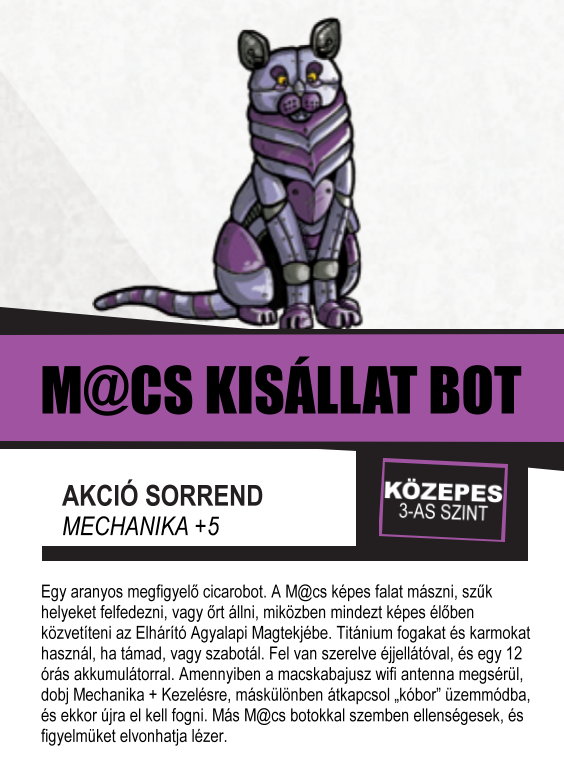 M@CS KISÁLLAT BOT
AKCIÓ SORREND
MECHANIKA +5
KÖZEPES
3-AS SZINT
Egy aranyos megfigyelő cicarobot. A M@cs képes falat mászni, szűk
helyeket felfedezni, vagy őrt állni, miközben mindezt képes élőben
közvetíteni az Elhárító Agyalapi Magtekjébe. Titánium fogakat és karmokat
használ, ha támad, vagy szabotál. Fel van szerelve éjjellátóval, és egy 12
órás akkumulátorral. Amennyiben a macskabajusz wifi antenna megsérül,
dobj Mechanika + Kezelésre, máskülönben átkapcsol „kóbor” üzemmódba,
és ekkor újra el kell fogni. Más M@cs botokkal szemben ellenségesek, és
figyelmüket elvonhatja lézer.